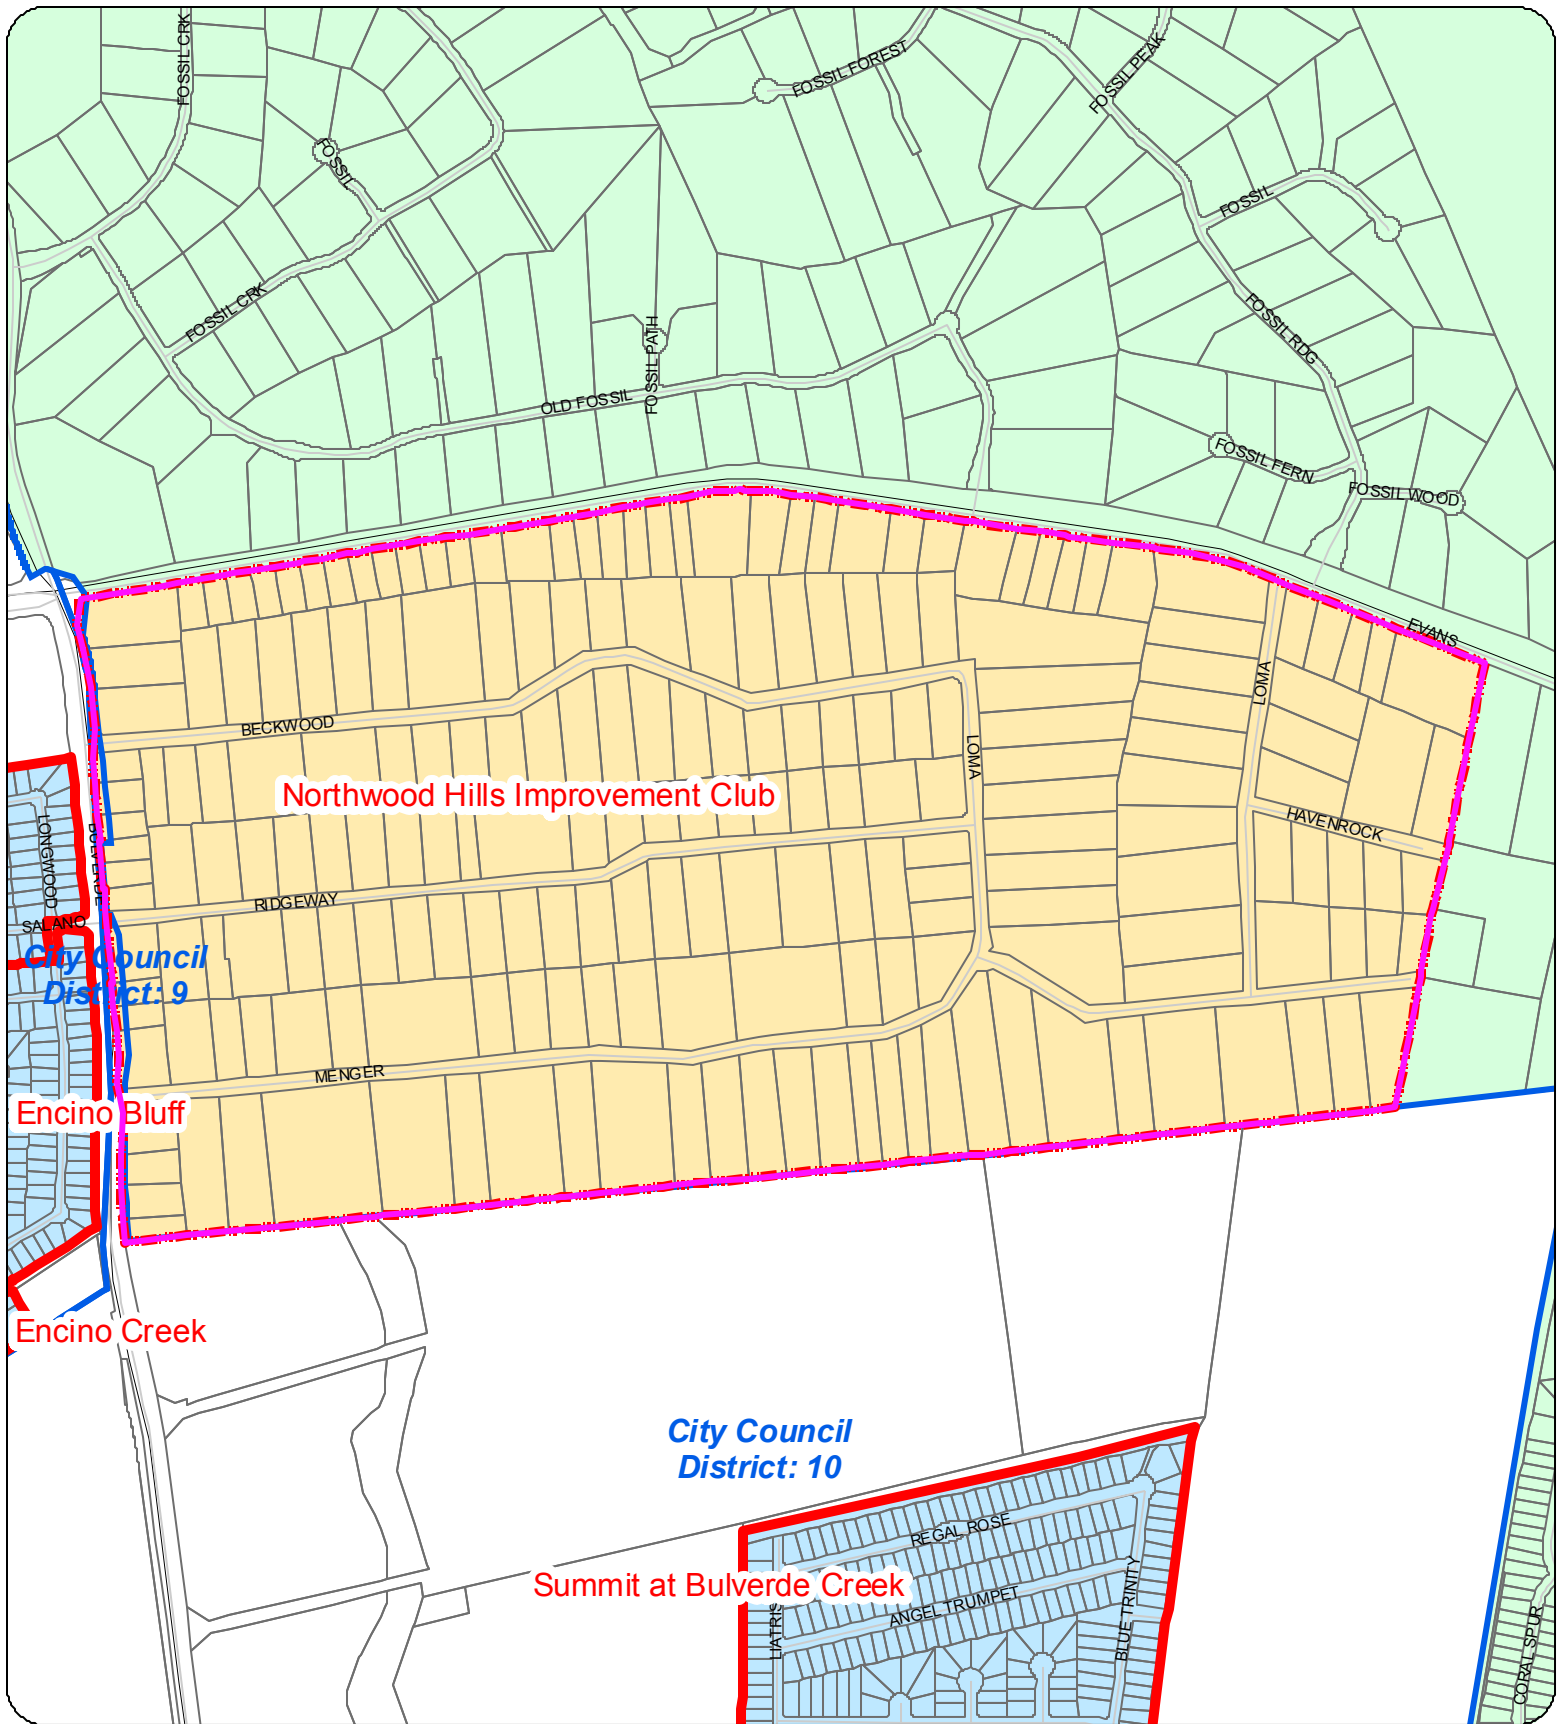 FOSSIL CRK
FOSSIL FOREST
FOSSIL PEAK
FOSSIL
FOSSIL
FOSSIL CRK
FOSSIL RDG
FOSSIL PATH
OLD FOSSIL
FOSSIL FERN
FOSSIL WOOD
EVANS
LOMA
BECKWOOD
LOMA
Northwood Hills Improvement Club
HAVENROCK
LONGWOOD
BULVERDE
RIDGEWAY
SALANO
City Council
District: 9
MENGER
Encino Bluff
Encino Creek
City Council
District: 10
REGAL ROSE
Summit at Bulverde Creek
ANGEL TRUMPET
LIATRIS
BLUE TRINITY
CORAL SPUR